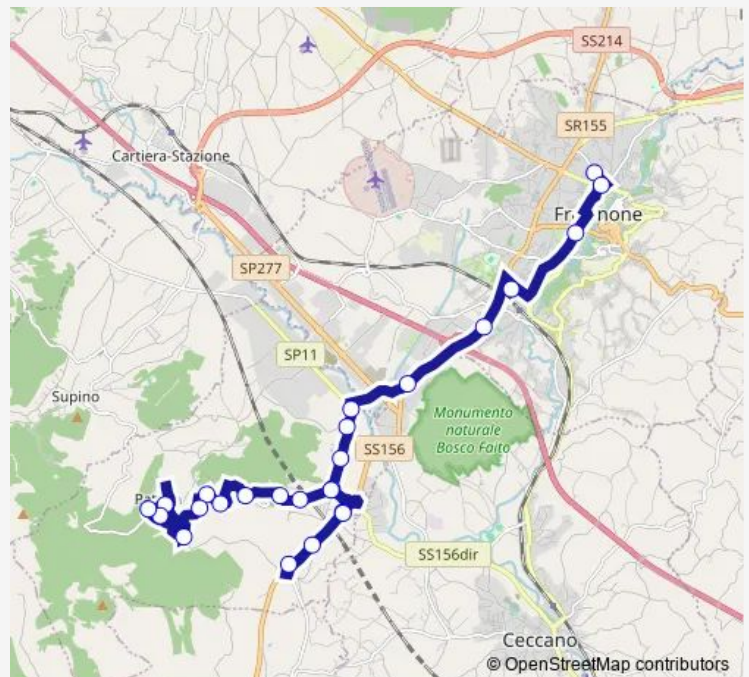 SS214
SR155
Cartiera-Stazione
SP277
SP11
Supino
Monumento
naturale
Bosco Faito
SS156
SS156dir
Ceccano
© OpenStreetMap contributors